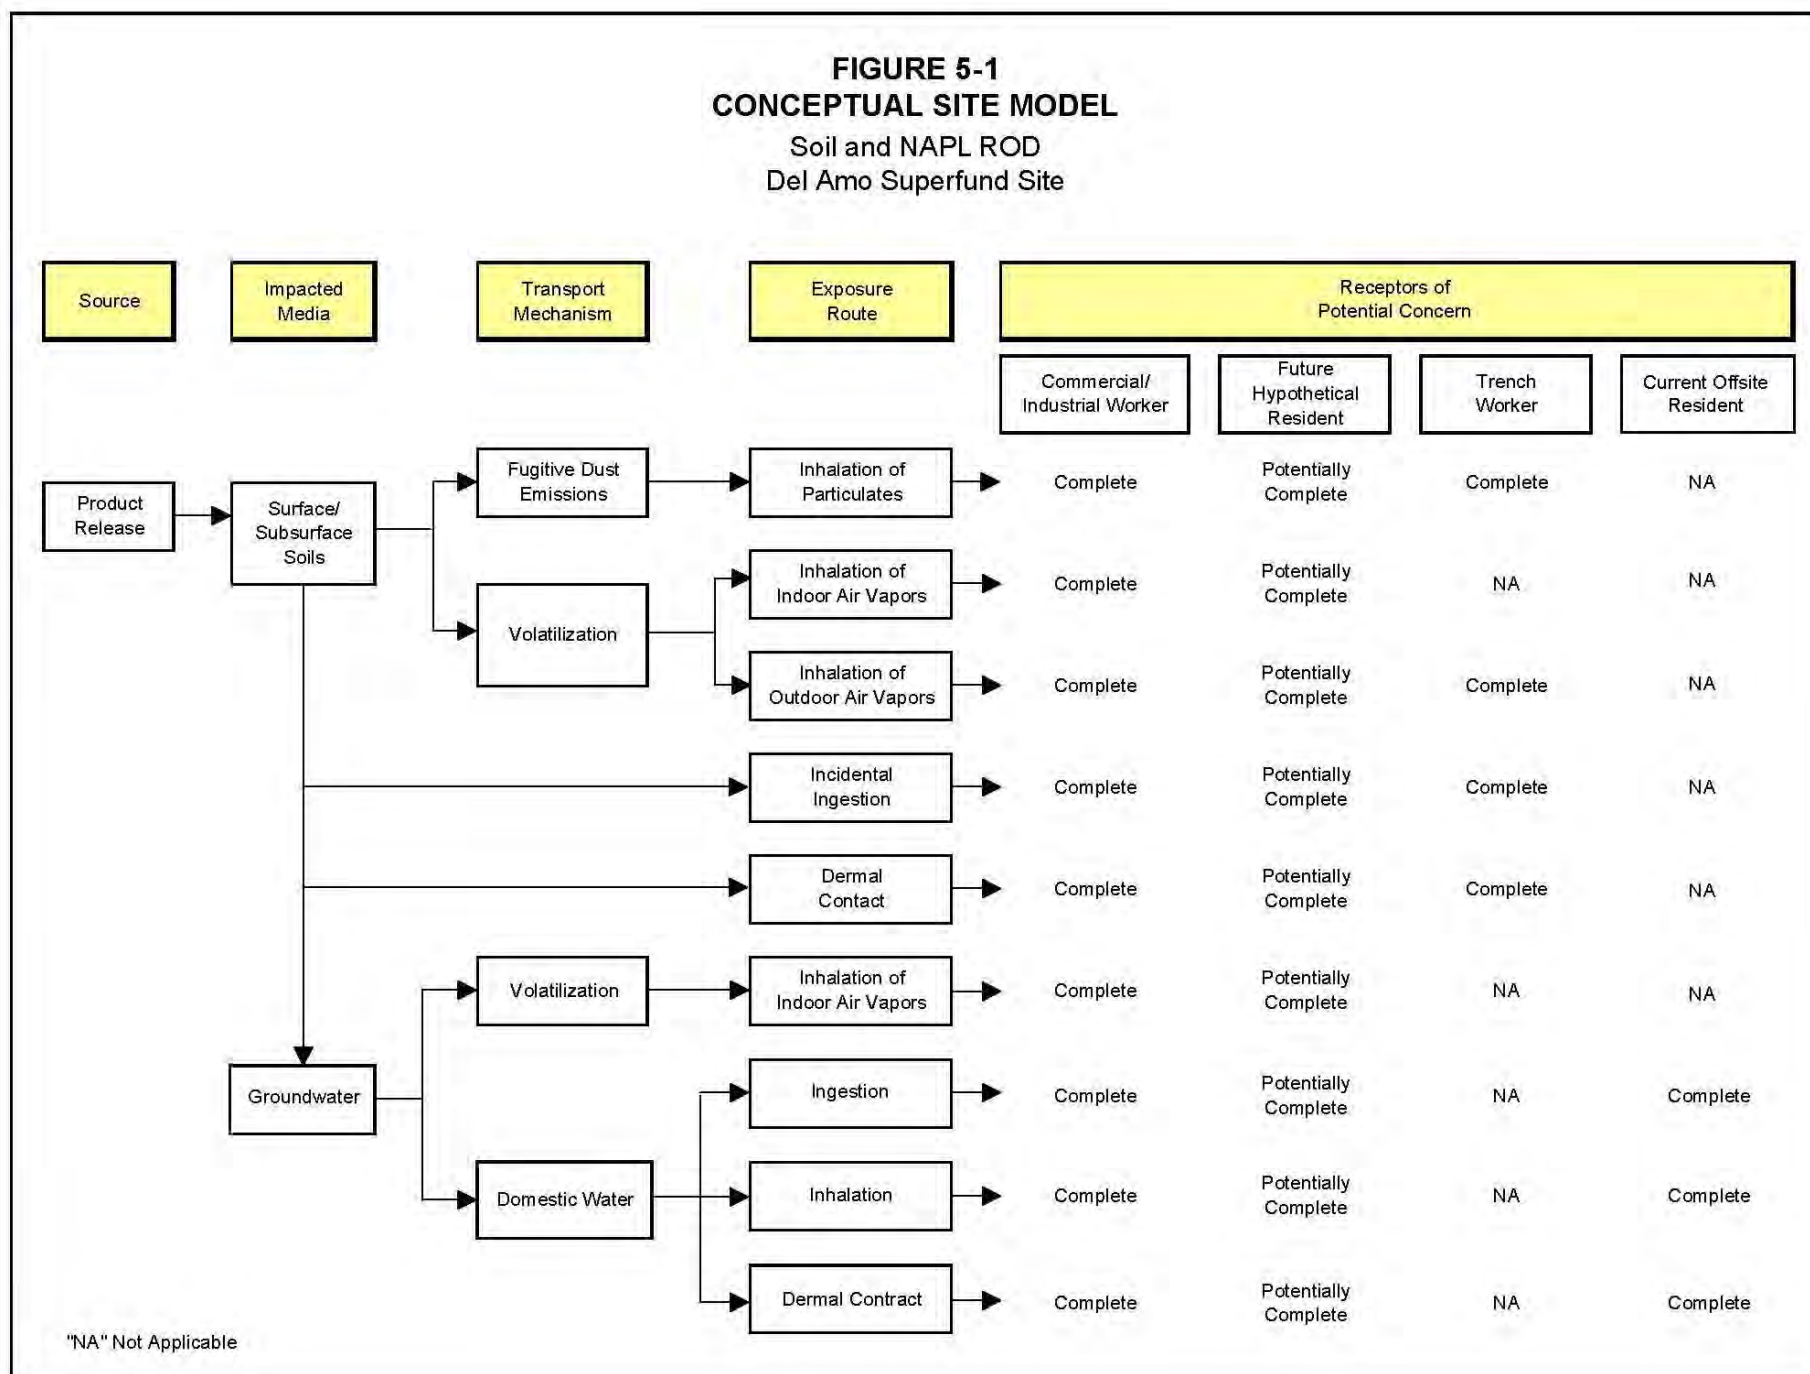 FIGURE 5-1
CONCEPTUAL SITE MODEL
Soil and NAPL ROD
Del Amo Superfund Site
Source
Impacted
Media
Transport
Mechanism
Exposure
Route
Receptors of
Potential Concern
Commercial/
Industrial Worker
Future
Hypothetical
Resident
Trench
Worker
Current Offsite
Resident
Product
Release
Surface/
Subsurface
Soils
Fugitive Dust
Emissions
Inhalation of
Particulates
Complete
Potentially
Complete
Complete
NA
Volatilization
Inhalation of
Indoor Air Vapors
Complete
Potentially
Complete
NA
NA
Inhalation of
Outdoor Air Vapors
Complete
Potentially
Complete
Complete
NA
Incidental
Ingestion
Complete
Potentially
Complete
Complete
NA
Dermal
Contact
Complete
Potentially
Complete
Complete
NA
Groundwater
Volatilization
Inhalation of
Indoor Air Vapors
Complete
Potentially
Complete
NA
NA
Domestic Water
Ingestion
Complete
Potentially
Complete
NA
Complete
Inhalation
Complete
Potentially
Complete
NA
Complete
Dermal Contract
Complete
Potentially
Complete
NA
Complete
"NA" Not Applicable